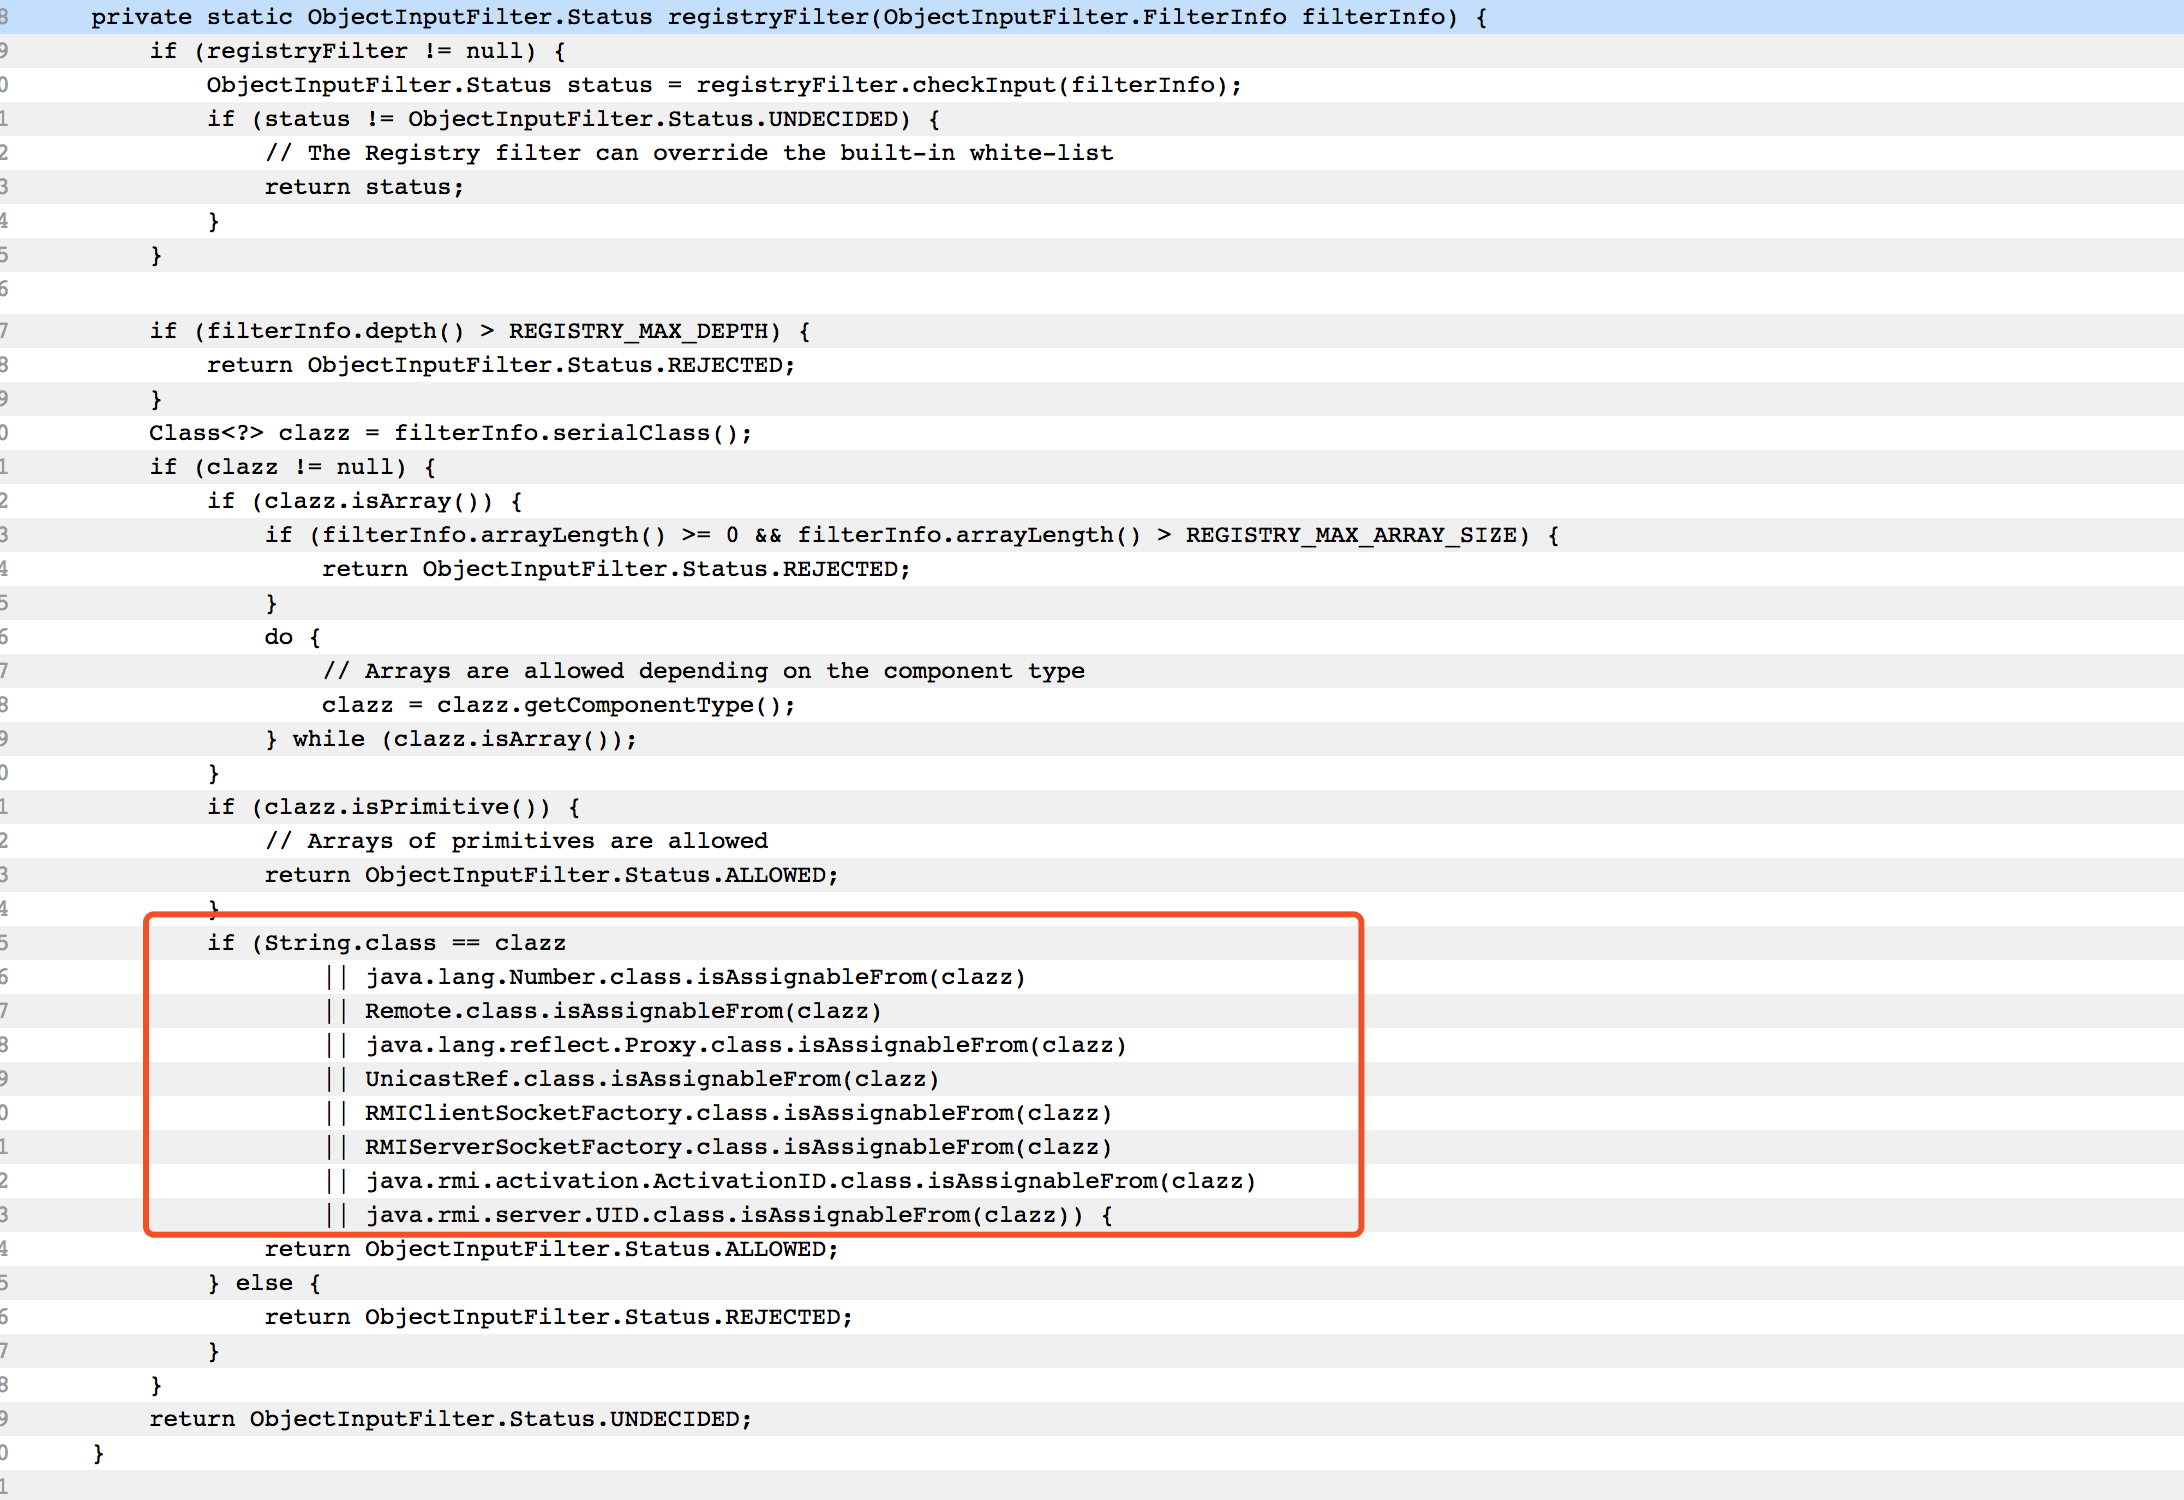 8 private static ObjectInputFilter.Status registryFilter(ObjectInputFilter.FilterInfo filterInfo) {
9 if (registryFilter != null) {
0 ObjectInputFilter.Status status = registryFilter.checkInput(filterInfo);
1 if (status != ObjectInputFilter.Status.UNDECIDED) {
2 // The Registry filter can override the built-in white-list
3 return status;
4 }
5 }
6
7 if (filterInfo.depth() > REGISTRY_MAX_DEPTH) {
8 return ObjectInputFilter.Status.REJECTED;
9 }
0 Class<?> clazz = filterInfo.serialClass();
1 if (clazz != null) {
2 if (clazz.isArray()) {
3 if (filterInfo.arrayLength() >= 0 && filterInfo.arrayLength() > REGISTRY_MAX_ARRAY_SIZE) {
4 return ObjectInputFilter.Status.REJECTED;
5 }
6 do {
7 // Arrays are allowed depending on the component type
8 clazz = clazz.getComponentType();
9 } while (clazz.isArray());
0 }
1 if (clazz.isPrimitive()) {
2 // Arrays of primitives are allowed
3 return ObjectInputFilter.Status.ALLOWED;
4 }
5 if (String.class == clazz
6 || java.lang.Number.class.isAssignableFrom(clazz)
7 || Remote.class.isAssignableFrom(clazz)
8 || java.lang.reflect.Proxy.class.isAssignableFrom(clazz)
9 || UnicastRef.class.isAssignableFrom(clazz)
0 || RMIClientSocketFactory.class.isAssignableFrom(clazz)
1 || RMIServerSocketFactory.class.isAssignableFrom(clazz)
2 || java.rmi.activation.ActivationID.class.isAssignableFrom(clazz)
3 || java.rmi.server.UID.class.isAssignableFrom(clazz)) {
4 return ObjectInputFilter.Status.ALLOWED;
5 } else {
6 return ObjectInputFilter.Status.REJECTED;
7 }
8 }
9 return ObjectInputFilter.Status.UNDECIDED;
0 }
1